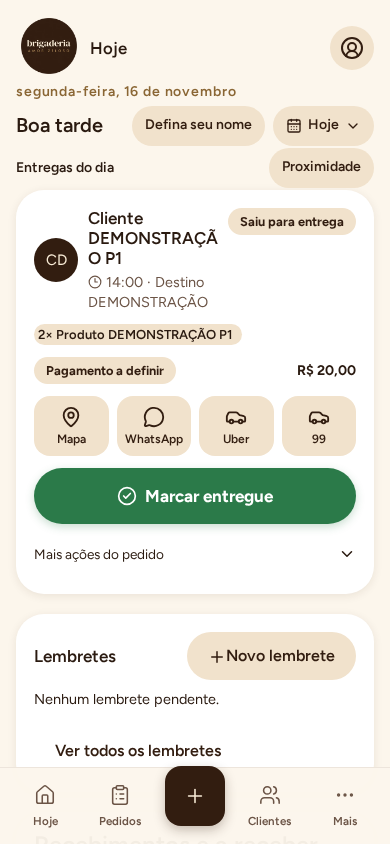 brigaderia
Hoje
segunda-feira, 16 de novembro
Boa tarde
Defina seu nome
Hoje
Entregas do dia
Proximidade
CD
Cliente
DEMONSTRAÇÃ
O P1
Saiu para entrega
14:00 · Destino
DEMONSTRAÇÃO
2× Produto DEMONSTRAÇÃO P1
Pagamento a definir
R$ 20,00
Mapa
WhatsApp
Uber
99
Marcar entregue
Mais ações do pedido
Lembretes
+Novo lembrete
Nenhum lembrete pendente.
Ver todos os lembretes
Hoje
Pedidos
+
Clientes
Mais